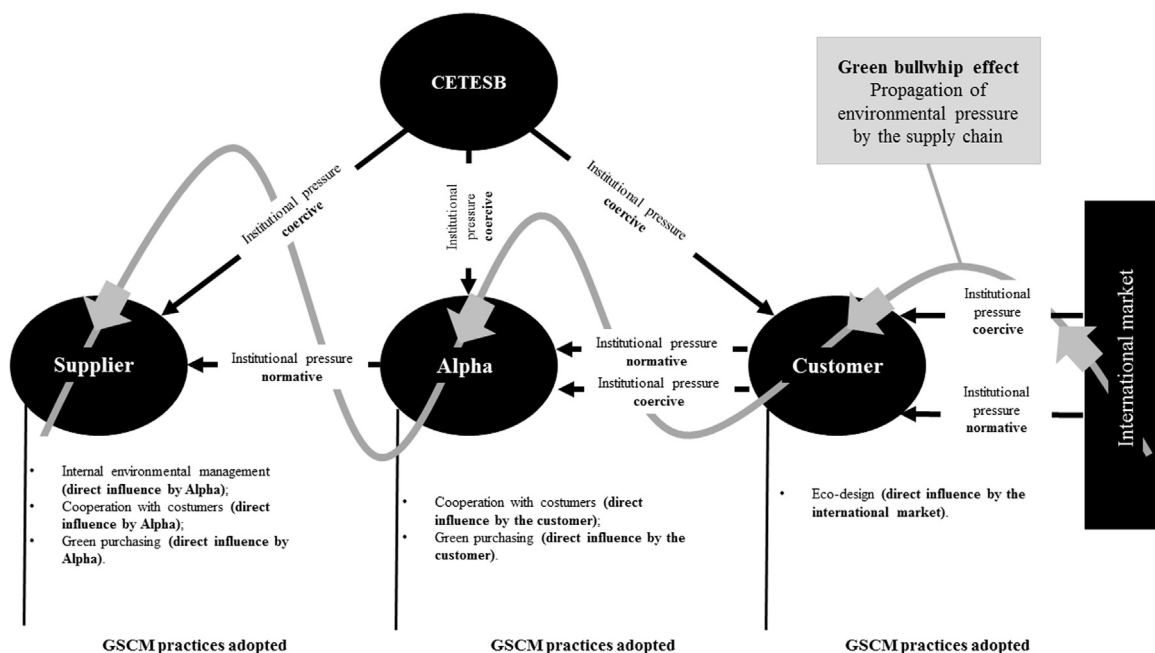 CETESB
Green bullwhip effect
Propagation of
environmental pressure
by the supply chain
Institutional pressure
coercive
Institutional
pressure
coercive
Institutional pressure
coercive
International market
Institutional
pressure
coercive
Supplier
Institutional pressure
normative
Alpha
Institutional pressure
normative
Institutional pressure
coercive
Customer
Institutional
pressure
normative
• Internal environmental management
(direct influence by Alpha);
• Cooperation with costumers (direct
influence by Alpha);
• Green purchasing (direct influence by
Alpha).
• Cooperation with costumers (direct
influence by the customer);
• Green purchasing (direct influence by the
customer).
• Eco-design (direct influence by the
international market).
GSCM practices adopted
GSCM practices adopted
GSCM practices adopted